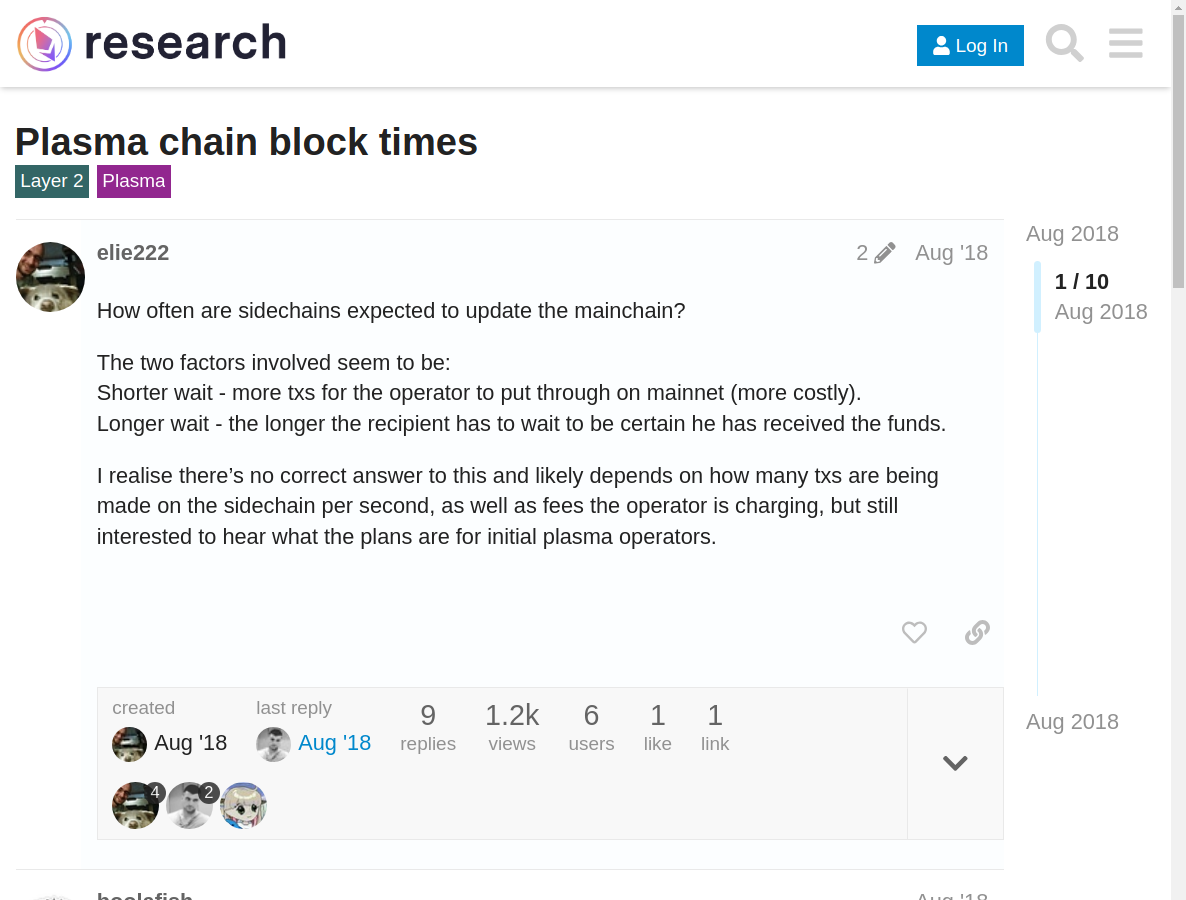 research
Log In
Plasma chain block times
Layer 2 Plasma
elie222 2 Aug '18
How often are sidechains expected to update the mainchain?
The two factors involved seem to be:
Shorter wait - more txs for the operator to put through on mainnet (more costly).
Longer wait - the longer the recipient has to wait to be certain he has received the funds.
I realise there’s no correct answer to this and likely depends on how many txs are being
made on the sidechain per second, as well as fees the operator is charging, but still
interested to hear what the plans are for initial plasma operators.
Aug 2018
1 / 10
Aug 2018
Aug 2018
created last reply 9 1.2k 6 1 1
Aug '18 Aug '18 replies views users like link
4 2
boolafish Aug '18